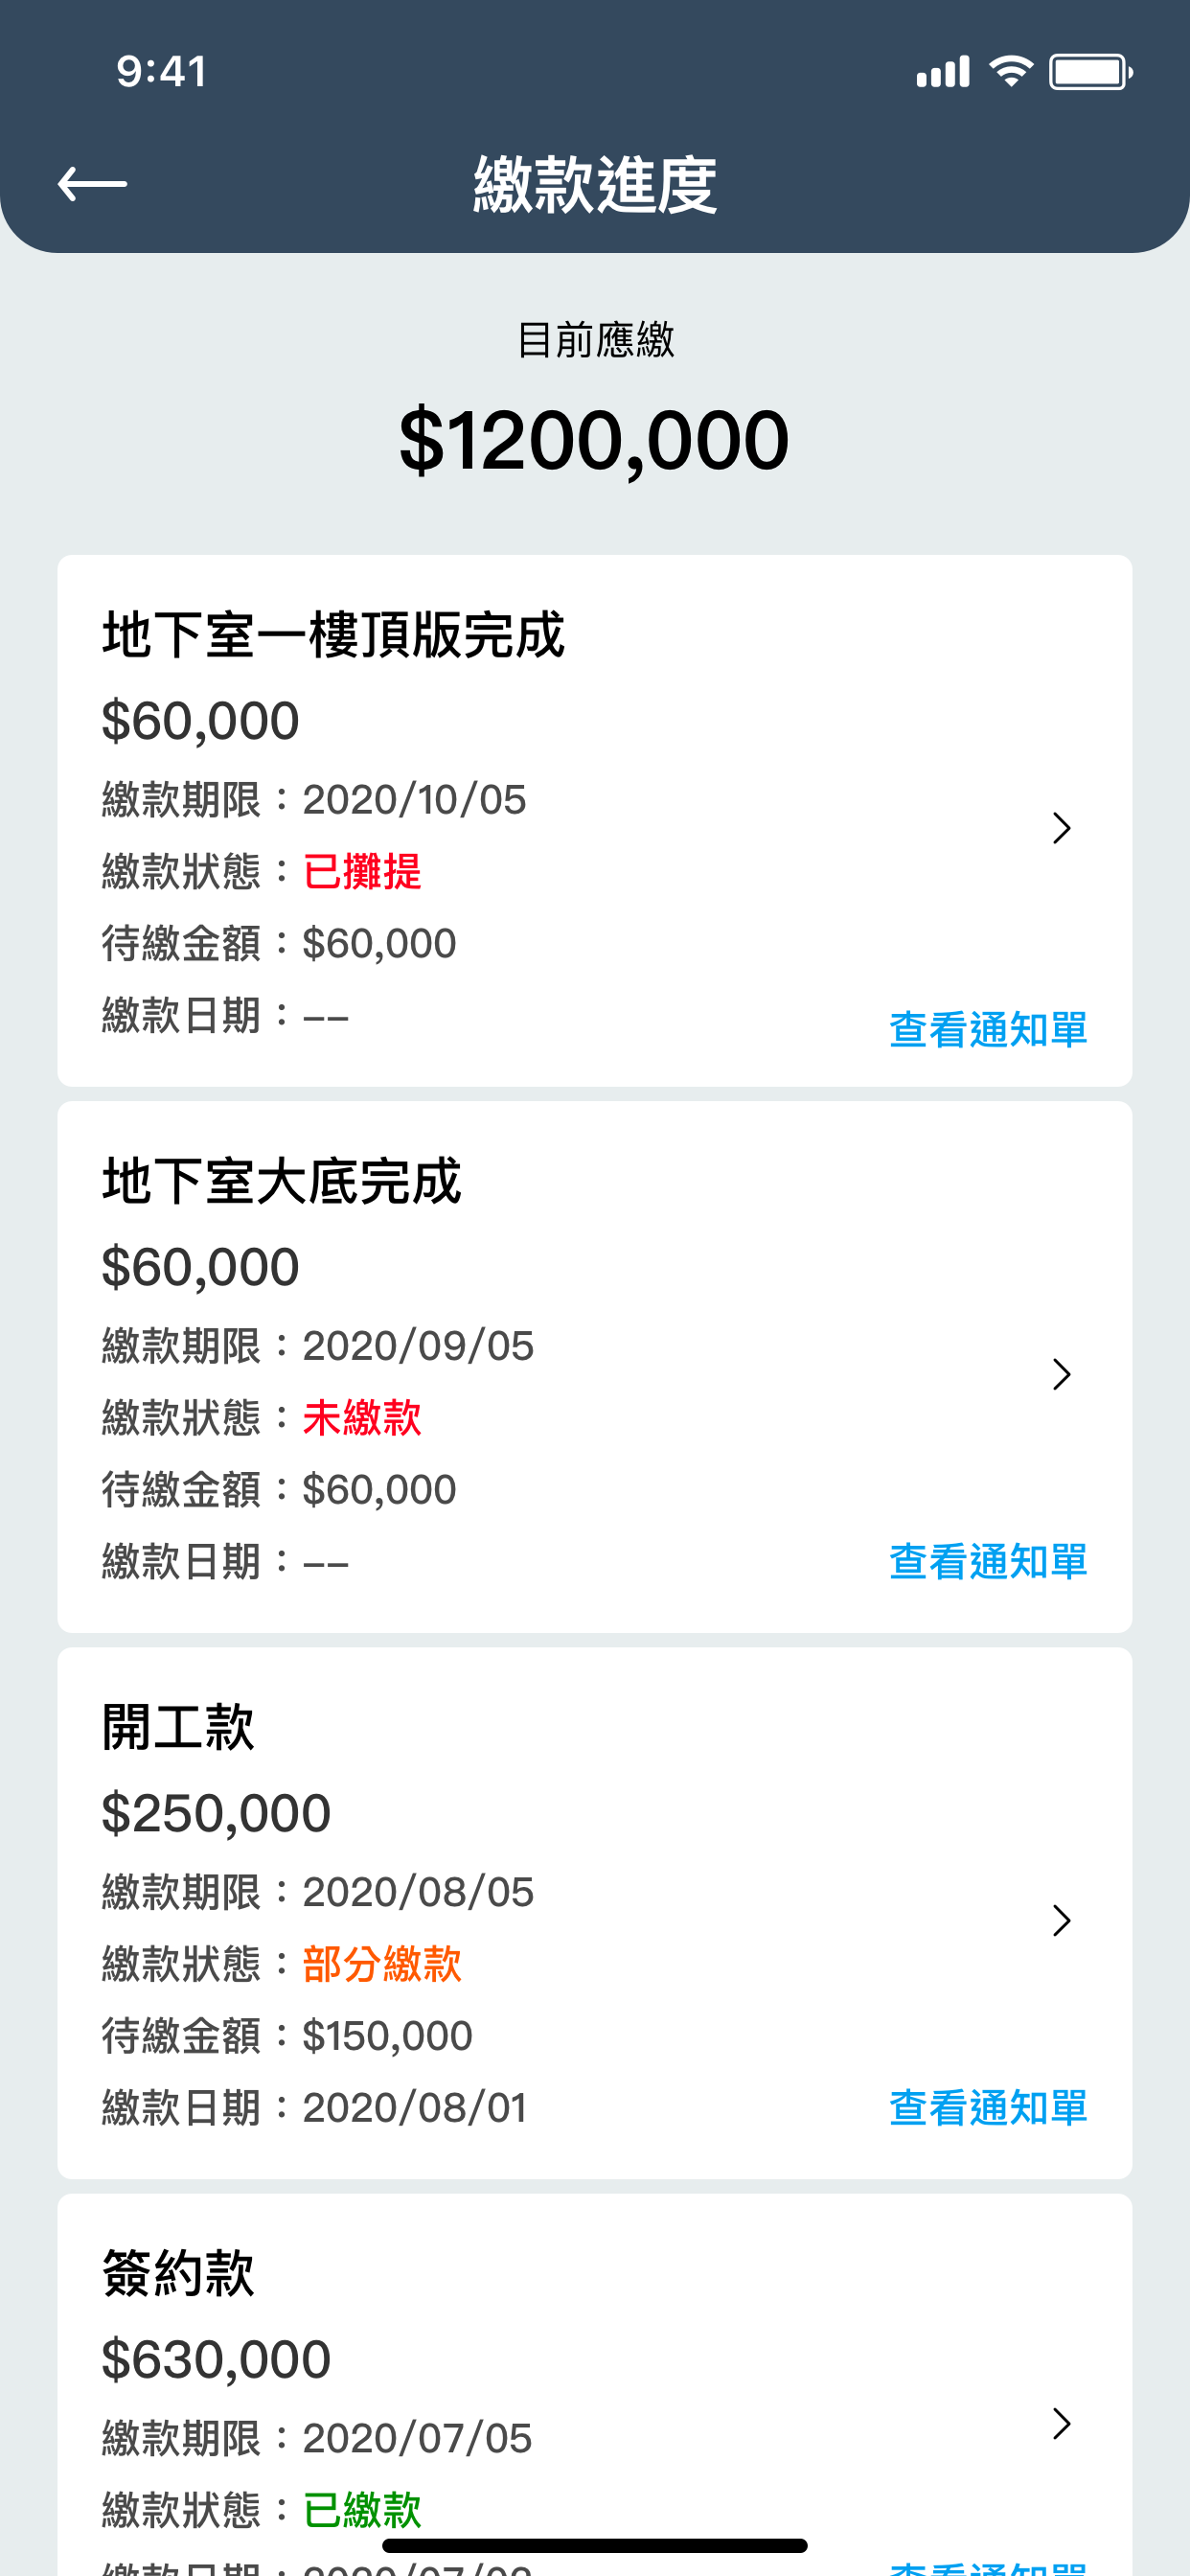 9:41
繳款進度
目前應繳
$1200,000
地下室一樓頂版完成
$60,000
繳款期限：2020/10/05
繳款狀態：已攤提
待繳金額：$60,000
繳款日期：––
查看通知單
地下室大底完成
$60,000
繳款期限：2020/09/05
繳款狀態：未繳款
待繳金額：$60,000
繳款日期：––
查看通知單
開工款
$250,000
繳款期限：2020/08/05
繳款狀態：部分繳款
待繳金額：$150,000
繳款日期：2020/08/01
查看通知單
簽約款
$630,000
繳款期限：2020/07/05
繳款狀態：已繳款